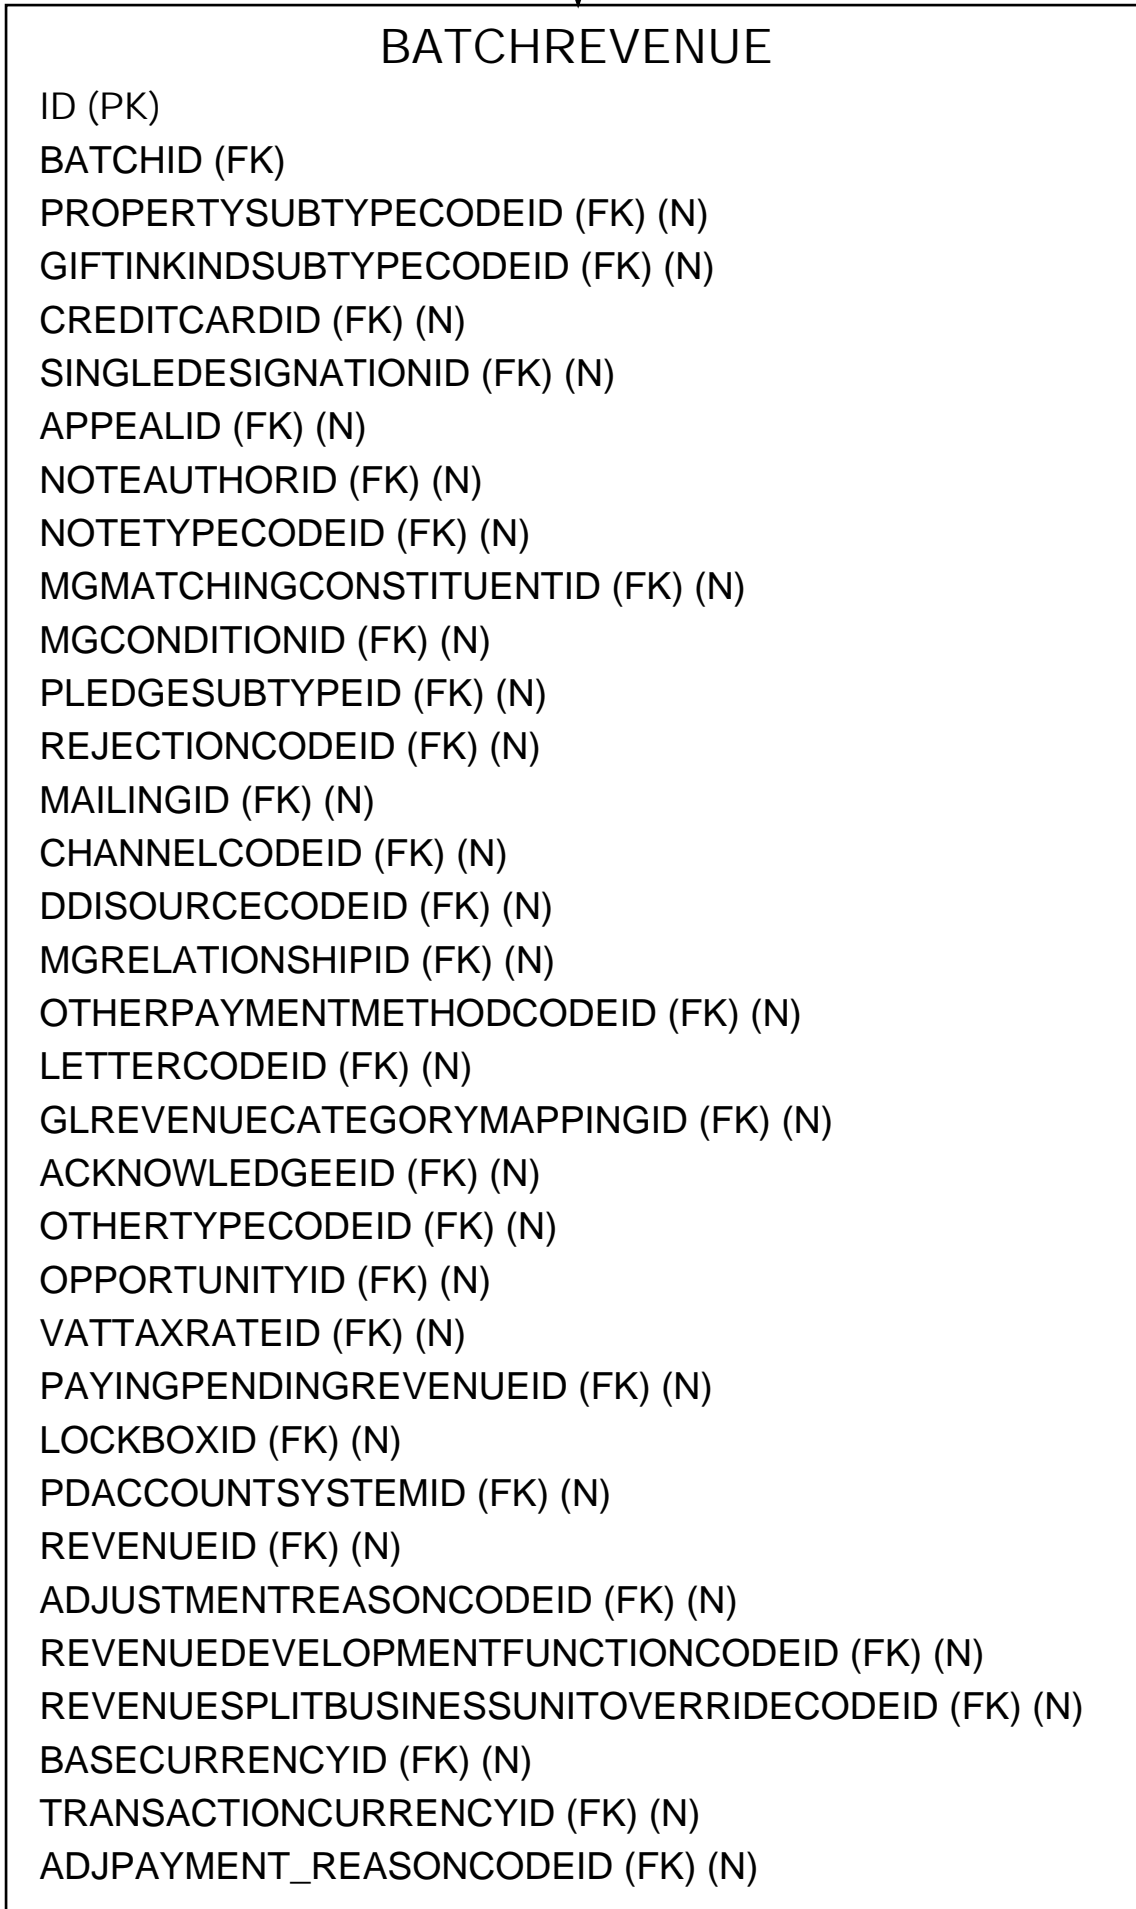 BATCHREVENUE
ID (PK)
BATCHID (FK)
PROPERTYSUBTYPECODEID (FK) (N)
GIFTINKINDSUBTYPECODEID (FK) (N)
CREDITCARDID (FK) (N)
SINGLEDESIGNATIONID (FK) (N)
APPEALID (FK) (N)
NOTEAUTHORID (FK) (N)
NOTETYPECODEID (FK) (N)
MGMATCHINGCONSTITUENTID (FK) (N)
MGCONDITIONID (FK) (N)
PLEDGESUBTYPEID (FK) (N)
REJECTIONCODEID (FK) (N)
MAILINGID (FK) (N)
CHANNELCODEID (FK) (N)
DDISOURCECODEID (FK) (N)
MGRELATIONSHIPID (FK) (N)
OTHERPAYMENTMETHODCODEID (FK) (N)
LETTERCODEID (FK) (N)
GLREVENUECATEGORYMAPPINGID (FK) (N)
ACKNOWLEDGEEID (FK) (N)
OTHERTYPECODEID (FK) (N)
OPPORTUNITYID (FK) (N)
VATTAXRATEID (FK) (N)
PAYINGPENDINGREVENUEID (FK) (N)
LOCKBOXID (FK) (N)
PDACCOUNTSYSTEMID (FK) (N)
REVENUEID (FK) (N)
ADJUSTMENTREASONCODEID (FK) (N)
REVENUEDEVELOPMENTFUNCTIONCODEID (FK) (N)
REVENUESPLITBUSINESSUNITOVERRIDECODEID (FK) (N)
BASECURRENCYID (FK) (N)
TRANSACTIONCURRENCYID (FK) (N)
ADJPAYMENT_REASONCODEID (FK) (N)